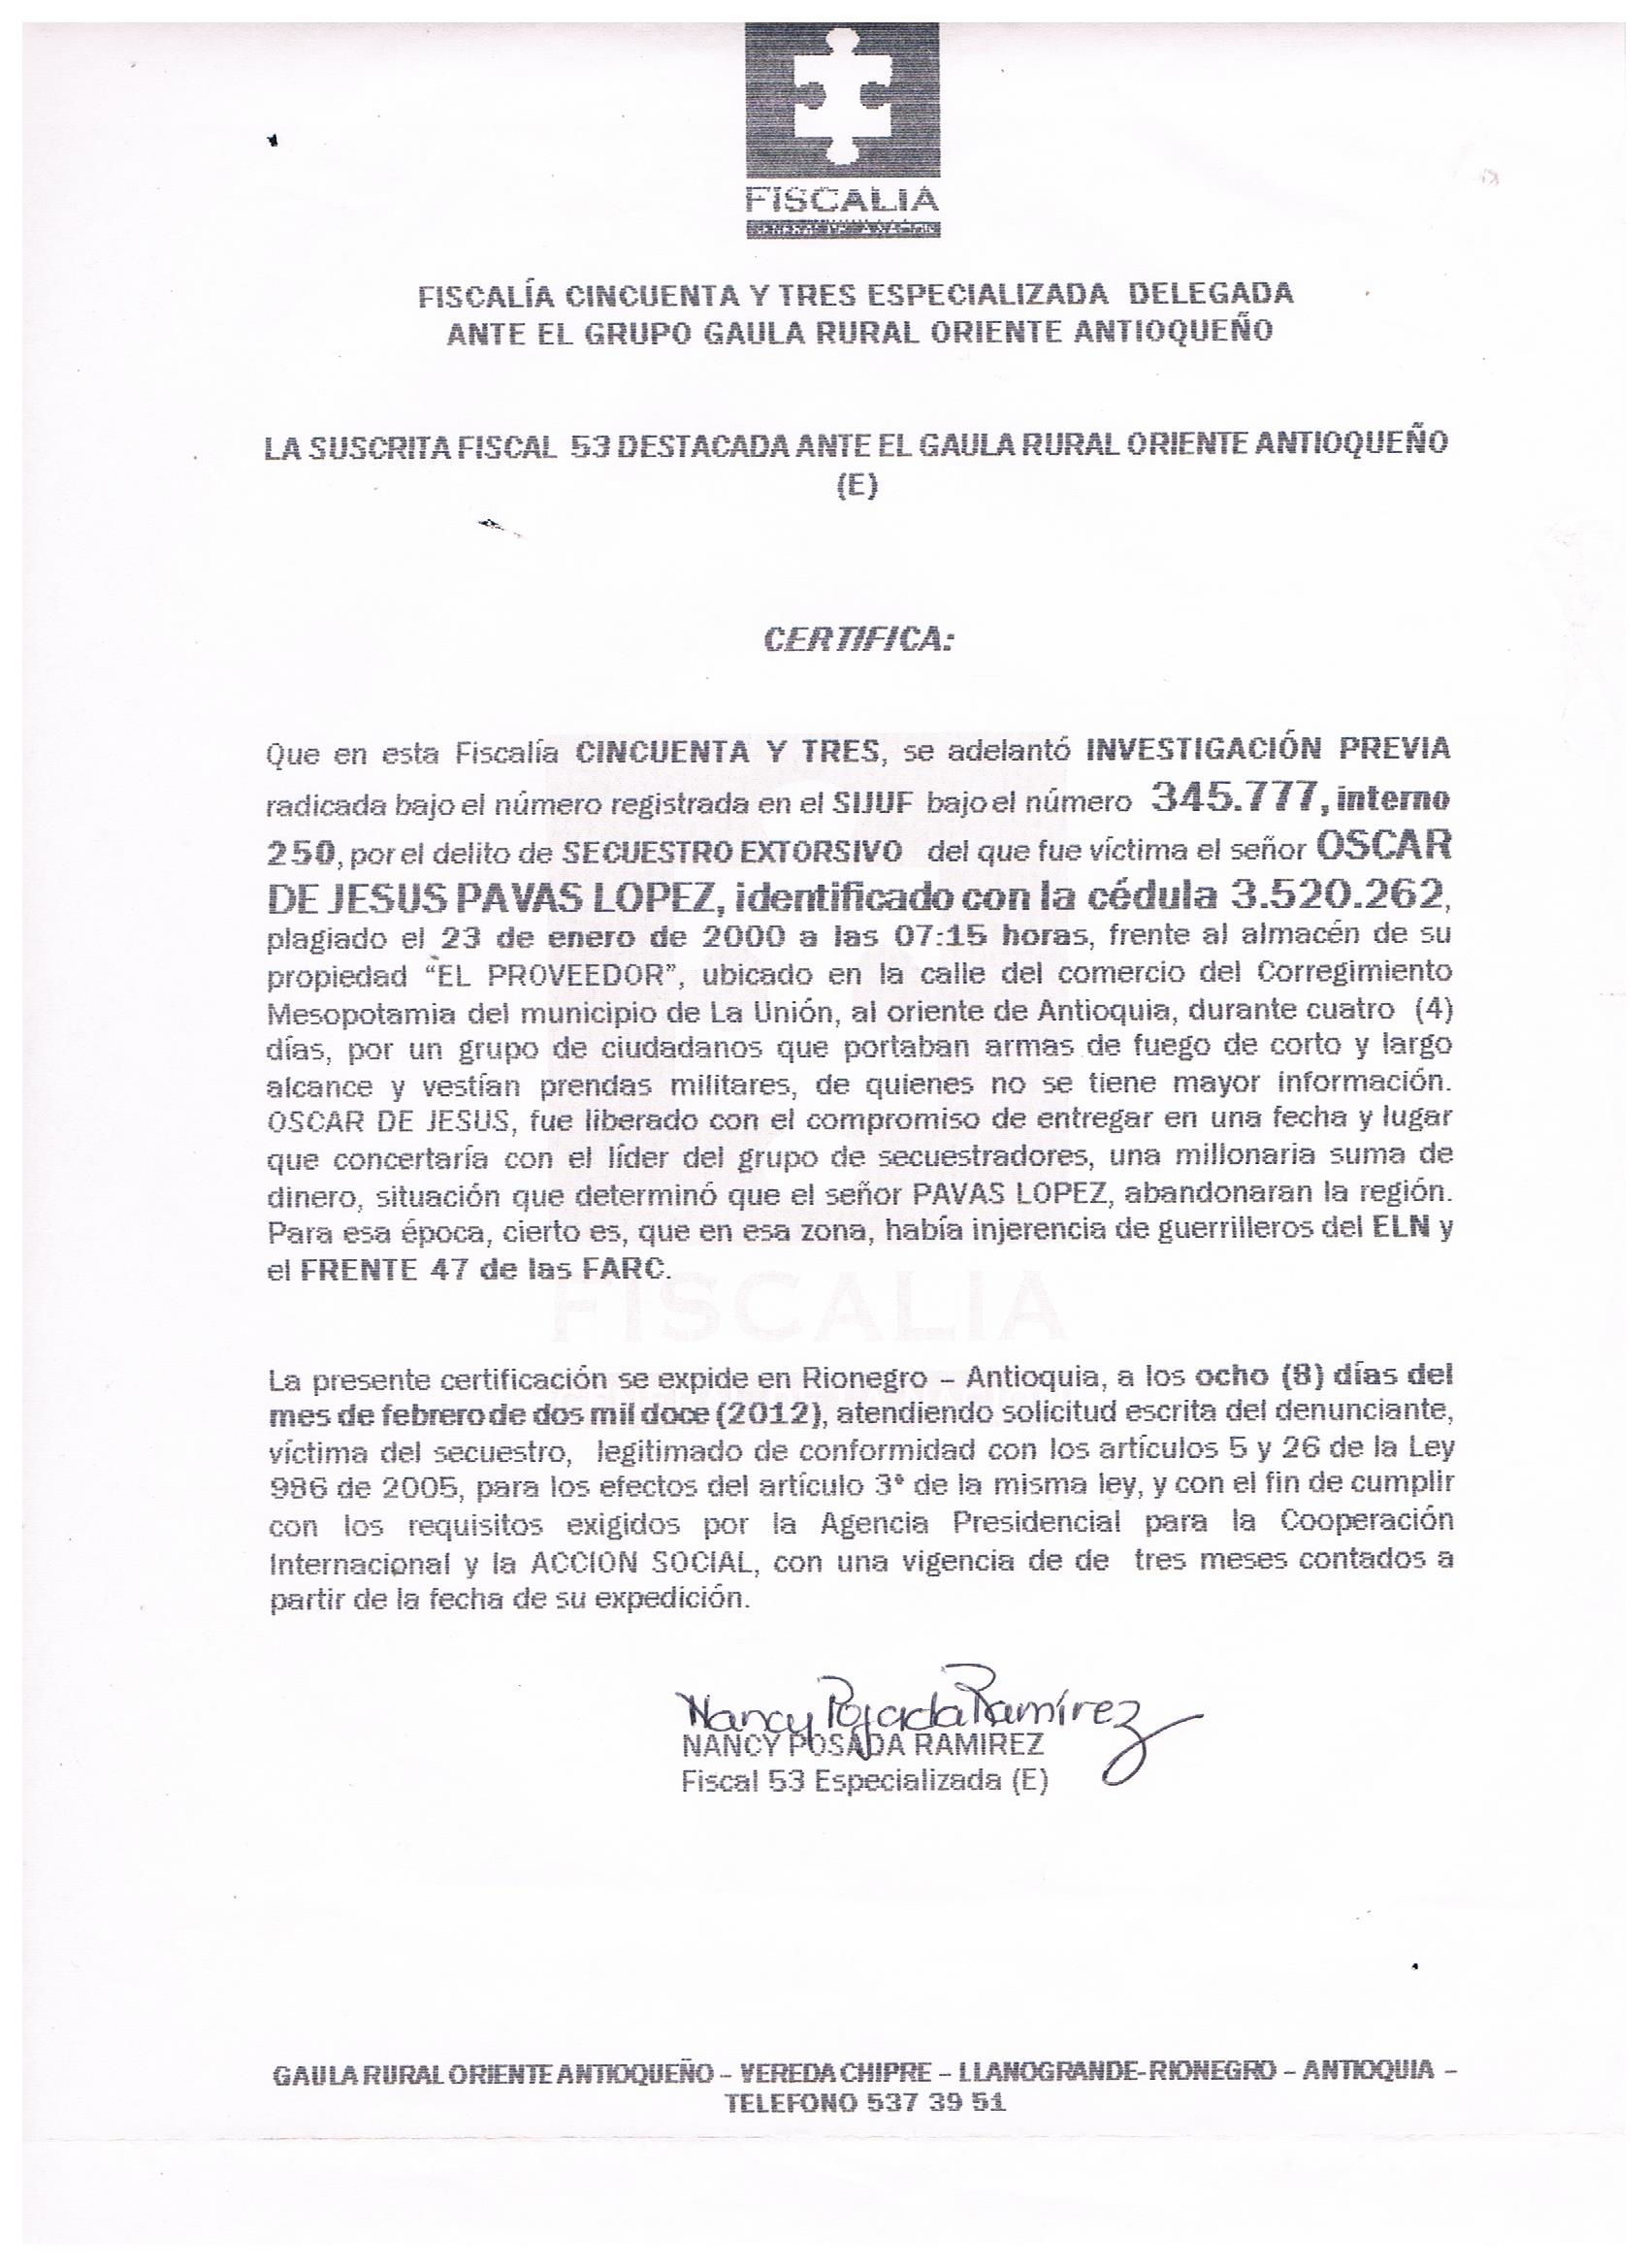 FISCALIA
GENERAL DE LA NACION
FISCALÍA CINCUENTA Y TRES ESPECIALIZADA DELEGADA
ANTE EL GRUPO GAULA RURAL ORIENTE ANTIOQUEÑO
LA SUSCRITA FISCAL 53 DESTACADA ANTE EL GAULA RURAL ORIENTE ANTIOQUEÑO
(E)
CERTIFICA:
Que en esta Fiscalía CINCUENTA Y TRES, se adelantó INVESTIGACIÓN PREVIA
radicada bajo el número registrada en el SIJUF bajo el número 345.777, interno
250, por el delito de SECUESTRO EXTORSIVO del que fue víctima el señor OSCAR
DE JESUS PAVAS LOPEZ, identificado con la cédula 3.520.262,
plagiado el 23 de enero de 2000 a las 07:15 horas, frente al almacén de su
propiedad “EL PROVEEDOR”, ubicado en la calle del comercio del Corregimiento
Mesopotamia del municipio de La Unión, al oriente de Antioquia, durante cuatro (4)
días, por un grupo de ciudadanos que portaban armas de fuego de corto y largo
alcance y vestían prendas militares, de quienes no se tiene mayor información.
OSCAR DE JESUS, fue liberado con el compromiso de entregar en una fecha y lugar
que concertaría con el líder del grupo de secuestradores, una millonaria suma de
dinero, situación que determinó que el señor PAVAS LOPEZ, abandonaran la región.
Para esa época, cierto es, que en esa zona, había injerencia de guerrilleros del ELN y
el FRENTE 47 de las FARC.
FISCALIA
La presente certificación se expide en Rionegro – Antioquia, a los ocho (8) días del
mes de febrero de dos mil doce (2012), atendiendo solicitud escrita del denunciante,
víctima del secuestro, legitimado de conformidad con los artículos 5 y 26 de la Ley
986 de 2005, para los efectos del artículo 3° de la misma ley, y con el fin de cumplir
con los requisitos exigidos por la Agencia Presidencial para la Cooperación
Internacional y la ACCION SOCIAL, con una vigencia de de tres meses contados a
partir de la fecha de su expedición.
Nancy Posada Ramírez
NANCY POSADA RAMIREZ
Fiscal 53 Especializada (E)
GAULA RURAL ORIENTE ANTIOQUEÑO – VEREDA CHIPRE – LLANOGRANDE-RIONEGRO – ANTIOQUIA –
TELEFONO 537 39 51